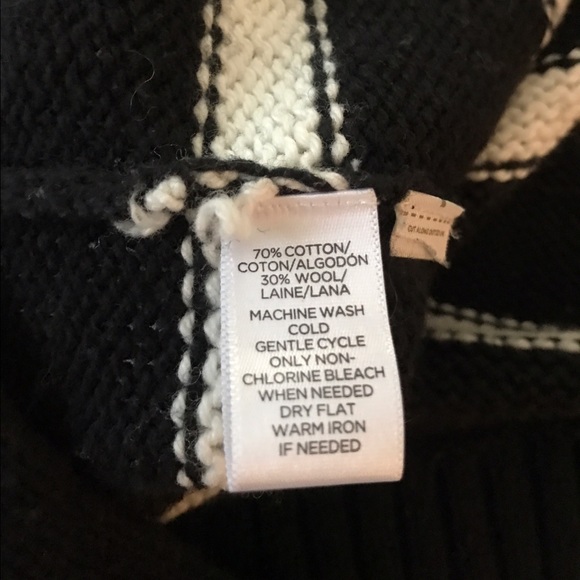 70% COTTON/
COTON/ALGODÓN
30% WOOL/
LAINE/LANA
MACHINE WASH
COLD
GENTLE CYCLE
ONLY NON-
CHLORINE BLEACH
WHEN NEEDED
DRY FLAT
WARM IRON
IF NEEDED